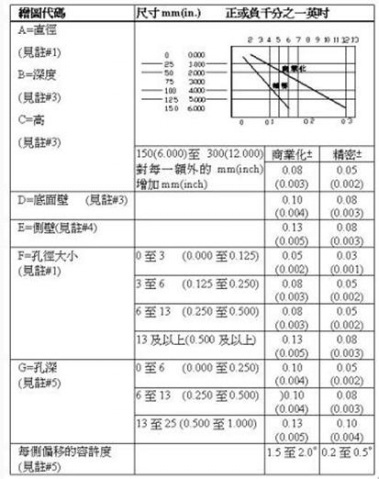 繪圖代碼 尺寸 mm(in.) 正或負千分之一英吋
A=直徑
(見註#1)
B=深度
(見註#3)
C=高
(見註#3)
2 3 4 5 6 7 8 9 10 11 12 13
0 0.000
25 1.000
50 2.000
75 3.000
100 4.000
125 5.000
150 6.000
商業化
精密
0 0.1 0.2 0.3
150(6.000)至 300(12.000) 商業化± 精密±
對每一額外的 mm(inch) 0.08 0.05
增加 mm(inch) (0.003) (0.002)
D=底面壁 (見註#3) 0.10 0.08
(0.004) (0.003)
E=側壁(見註#4) 0.13 0.08
(0.005) (0.003)
F=孔徑大小 0 至 3 (0.000 至 0.125) 0.05 0.03
(見註#1) (0.002) (0.001)
3 至 6 (0.125 至 0.250) 0.08 0.05
(0.003) (0.002)
6 至 13 (0.250 至 0.500) 0.08 0.05
(0.003) (0.002)
13 及以上(0.500 及以上) 0.13 0.08
(0.005) (0.003)
G=孔深 0 至 6 (0.000 至 0.250) 0.10 0.05
(見註#5) (0.004) (0.002)
6 至 13 (0.250 至 0.500) )0.10 0.08
(0.004) (0.003)
13 至 25 (0.500 至 1.000) 0.13 0.10
(0.005) (0.004)
每側偏移的容許度 1.5 至 2.0° 0.2 至 0.5°
(見註#5)